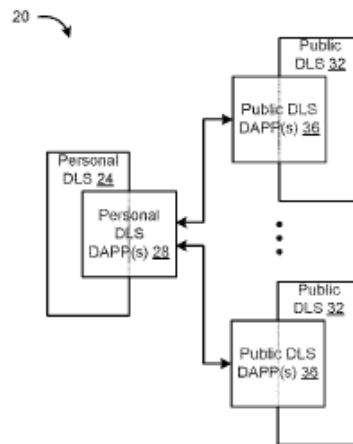 20
Public
DLS 32
Public DLS
DAPP(s) 36
Personal
DLS 24
Personal
DLS
DAPP(s) 28
Public
DLS 32
Public DLS
DAPP(s) 36